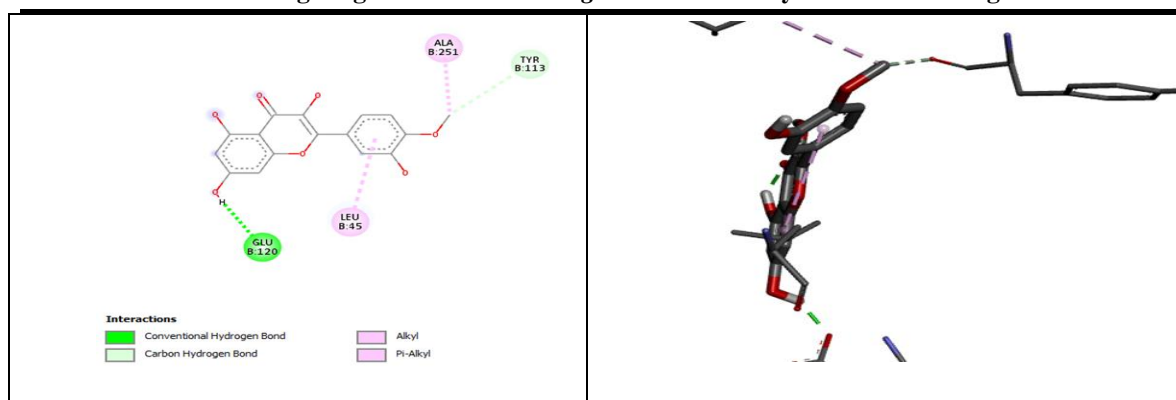 ALA
B:251
TYR
B:113
O
O
O
O
O
O
O
H
LEU
B:45
GLU
B:120
Interactions
Conventional Hydrogen Bond
Alkyl
Carbon Hydrogen Bond
Pi-Alkyl